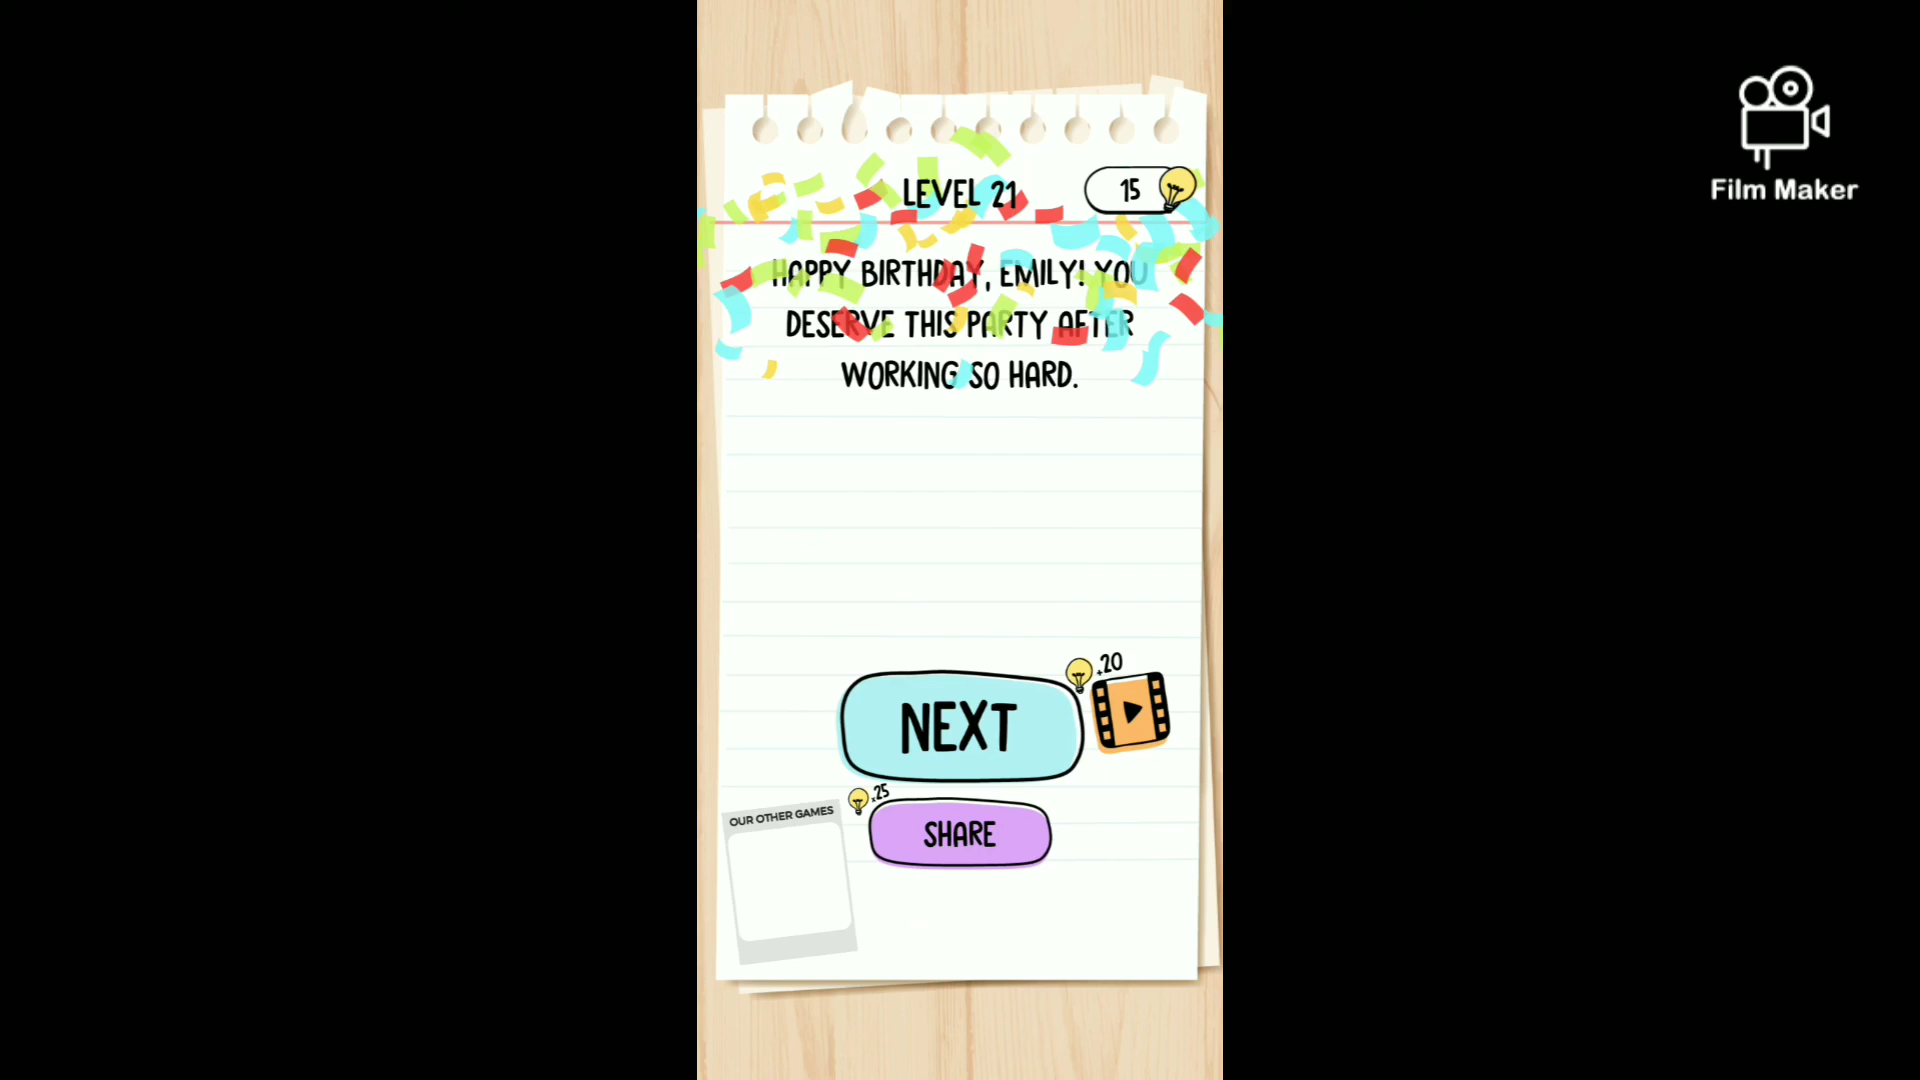 LEVEL 21
15
HAPPY BIRTHDAY, EMILY! YOU
DESERVE THIS PARTY AFTER
WORKING SO HARD.
+20
NEXT
x25
SHARE
OUR OTHER GAMES
Film Maker